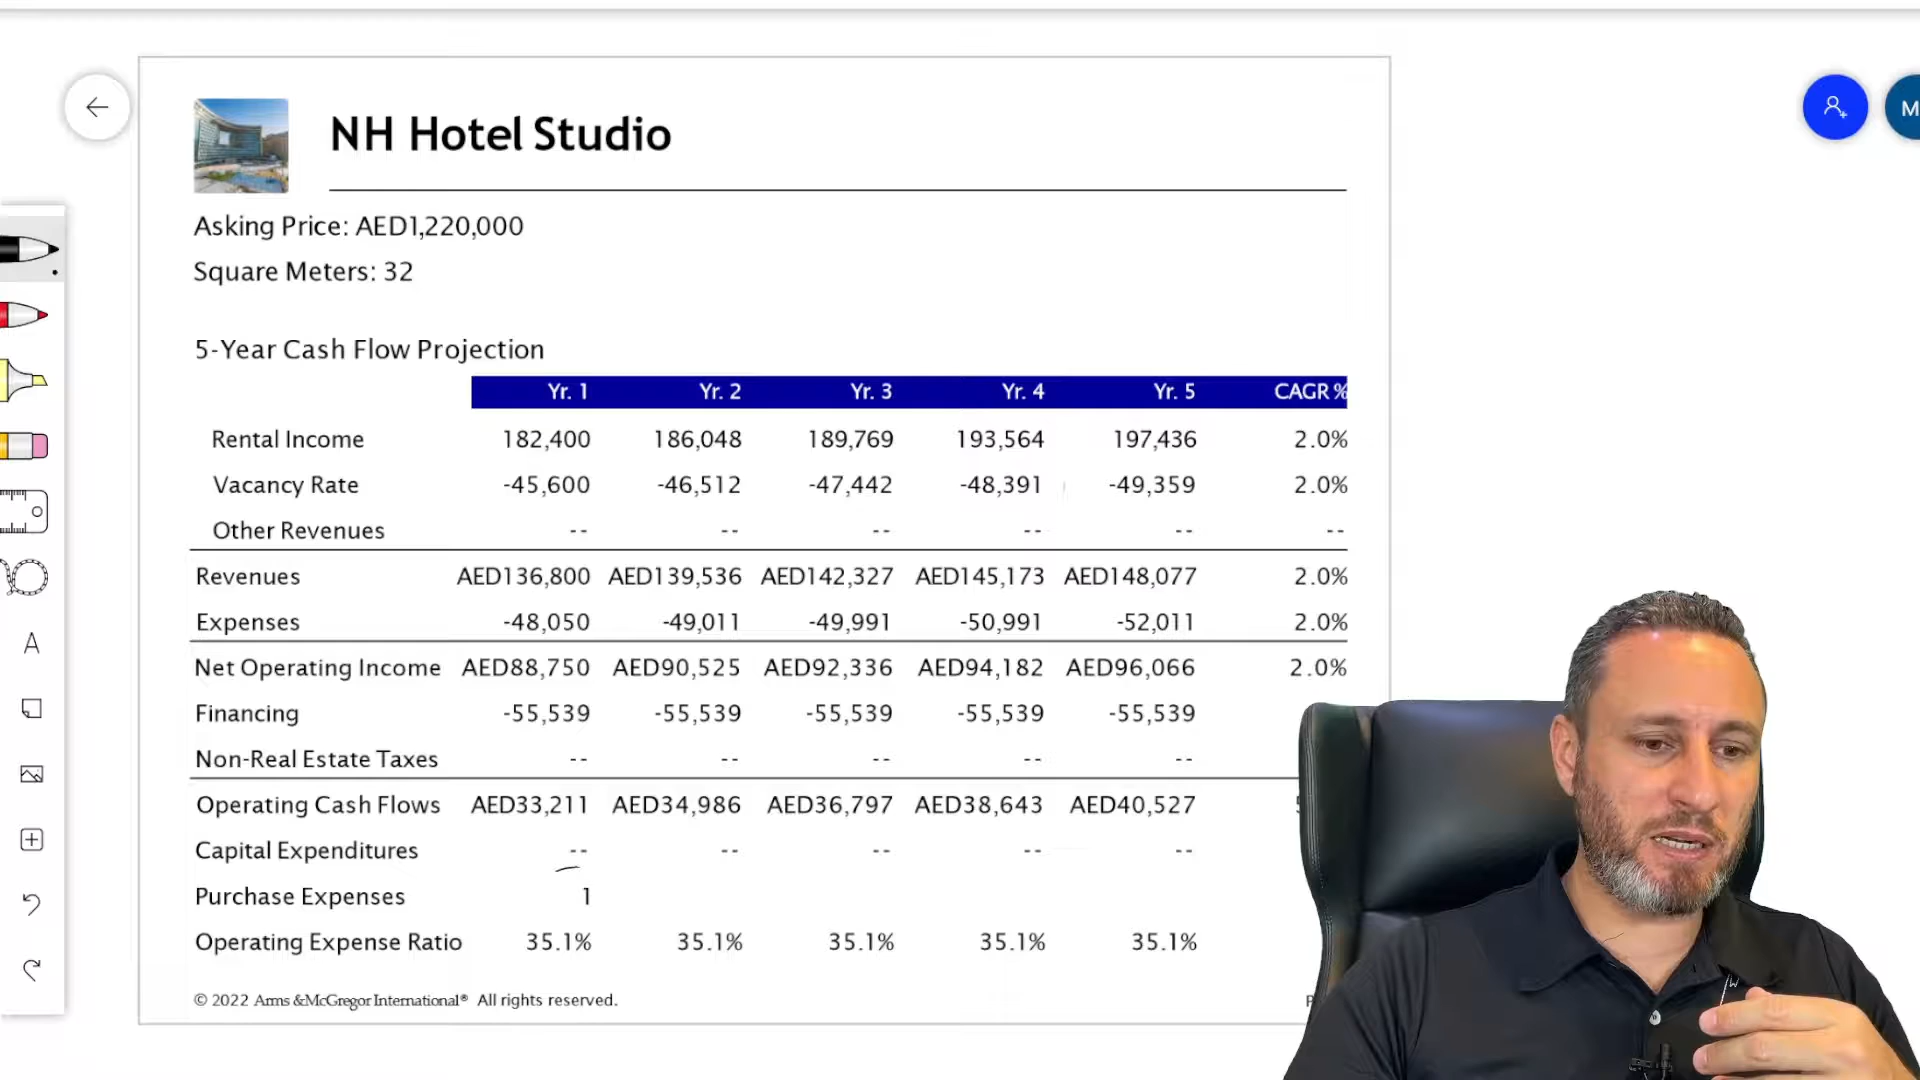 NH Hotel Studio
M
Asking Price: AED1,220,000
Square Meters: 32
5-Year Cash Flow Projection
Yr. 1 Yr. 2 Yr. 3 Yr. 4 Yr. 5 CAGR %
Rental Income 182,400 186,048 189,769 193,564 197,436 2.0%
Vacancy Rate -45,600 -46,512 -47,442 -48,391 -49,359 2.0%
Other Revenues -- -- -- -- -- --
Revenues AED136,800 AED139,536 AED142,327 AED145,173 AED148,077 2.0%
Expenses -48,050 -49,011 -49,991 -50,991 -52,011 2.0%
Net Operating Income AED88,750 AED90,525 AED92,336 AED94,182 AED96,066 2.0%
Financing -55,539 -55,539 -55,539 -55,539 -55,539
Non-Real Estate Taxes -- -- -- -- --
Operating Cash Flows AED33,211 AED34,986 AED36,797 AED38,643 AED40,527
Capital Expenditures -- -- -- -- --
Purchase Expenses 1
Operating Expense Ratio 35.1% 35.1% 35.1% 35.1% 35.1%
© 2022 Arms &McGregor International® All rights reserved.
A